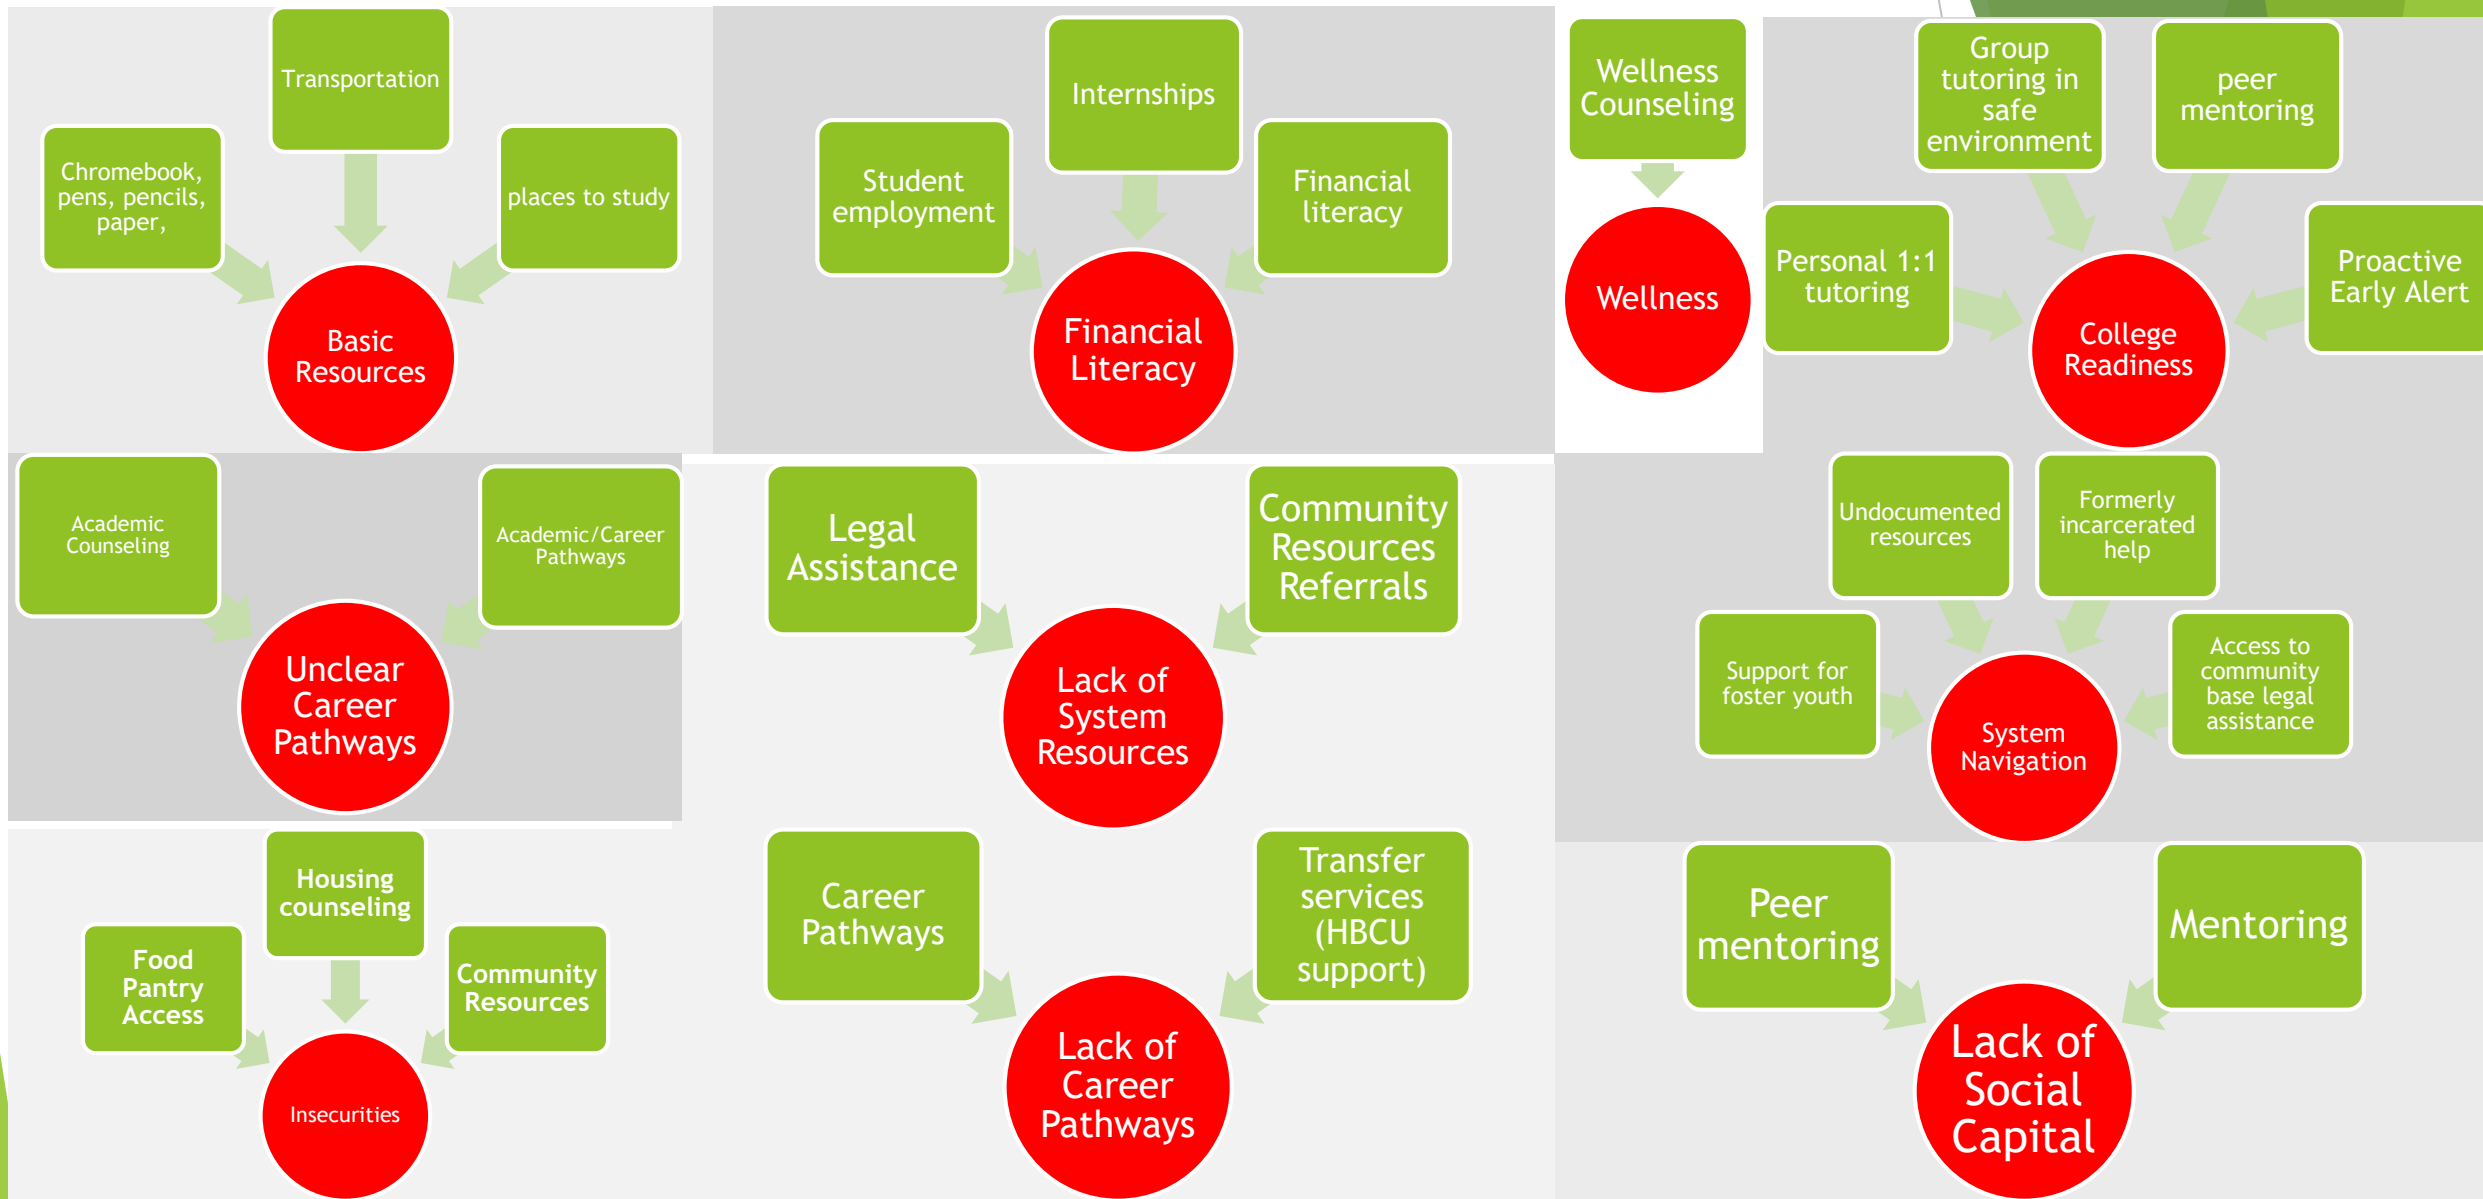 Transportation
Chromebook,
pens, pencils,
paper,
places to study
Basic
Resources
Internships
Student
employment
Financial
literacy
Financial
Literacy
Wellness
Counseling
Wellness
Group
tutoring in
safe
environment
peer
mentoring
Personal 1:1
tutoring
Proactive
Early Alert
College
Readiness
Academic
Counseling
Academic/Career
Pathways
Unclear
Career
Pathways
Legal
Assistance
Community
Resources
Referrals
Lack of
System
Resources
Undocumented
resources
Formerly
incarcerated
help
Support for
foster youth
Access to
community
base legal
assistance
System
Navigation
Housing
counseling
Food
Pantry
Access
Community
Resources
Insecurities
Career
Pathways
Transfer
services
(HBCU
support)
Lack of
Career
Pathways
Peer
mentoring
Mentoring
Lack of
Social
Capital